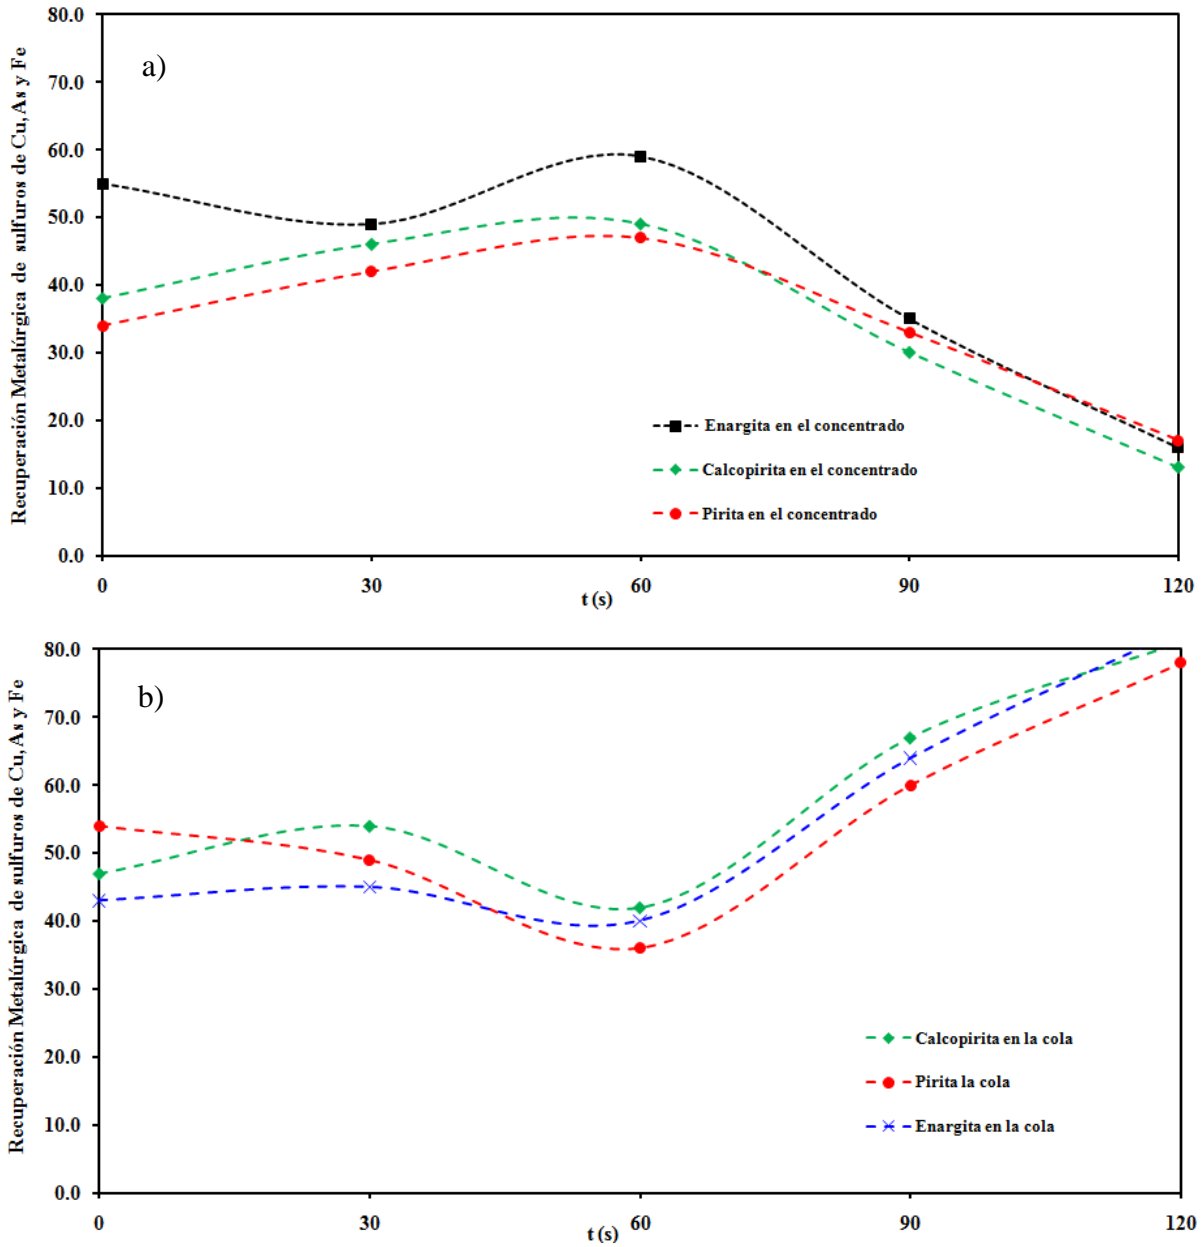 Recuperación Metalúrgica de sulfuros de Cu, As y Fe
80.0
70.0
60.0
50.0
40.0
30.0
20.0
10.0
0.0
a)
Enargita en el concentrado
Calcopirita en el concentrado
Pirita en el concentrado
0
30
60
90
120
t (s)
Recuperación Metalúrgica de sulfuros de Cu, As y Fe
80.0
70.0
60.0
50.0
40.0
30.0
20.0
10.0
0.0
b)
Calcopirita en la cola
Pirita la cola
Enargita en la cola
0
30
60
90
120
t (s)